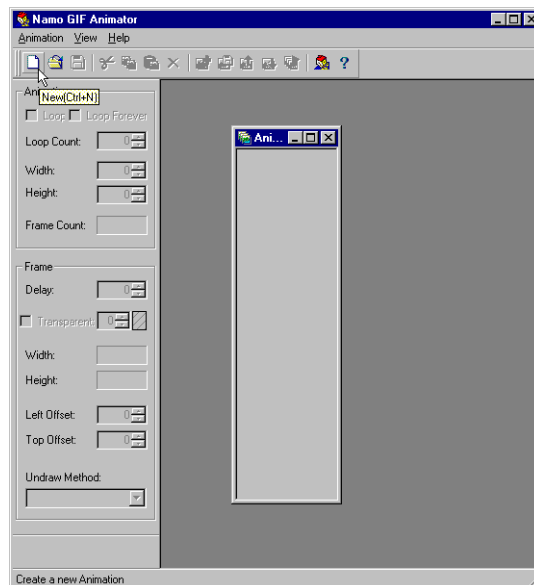 Namo GIF Animator
Animation View Help
New(Ctrl+N)
Loop Loop Forever
Loop Count: 0
Width: 0
Height: 0
Frame Count:
Frame
Delay: 0
Transparent: 0
Width:
Height:
Left Offset: 0
Top Offset: 0
Undraw Method:
Ani...
Create a new Animation